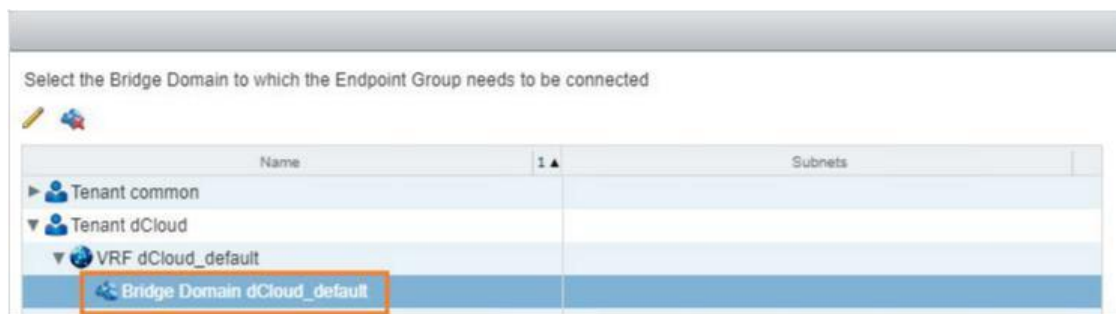 Select the Bridge Domain to which the Endpoint Group needs to be connected
Name 1 ▲ Subnets
Tenant common
Tenant dCloud
VRF dCloud_default
Bridge Domain dCloud_default